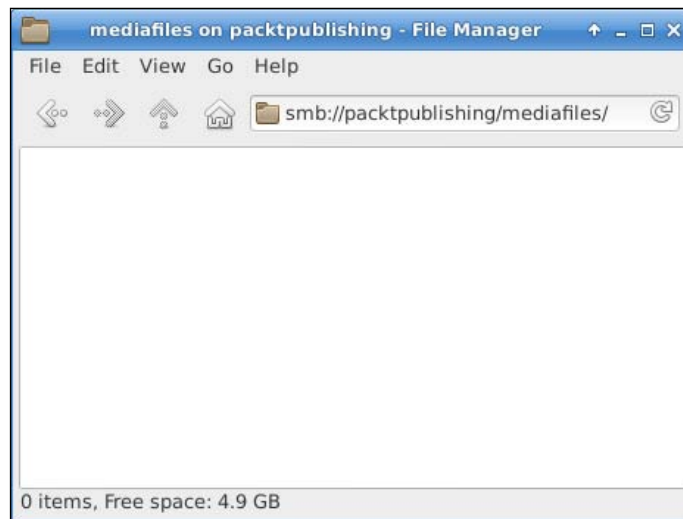 mediafiles on packtpublishing - File Manager
File Edit View Go Help
smb://packtpublishing/mediafiles/
0 items, Free space: 4.9 GB